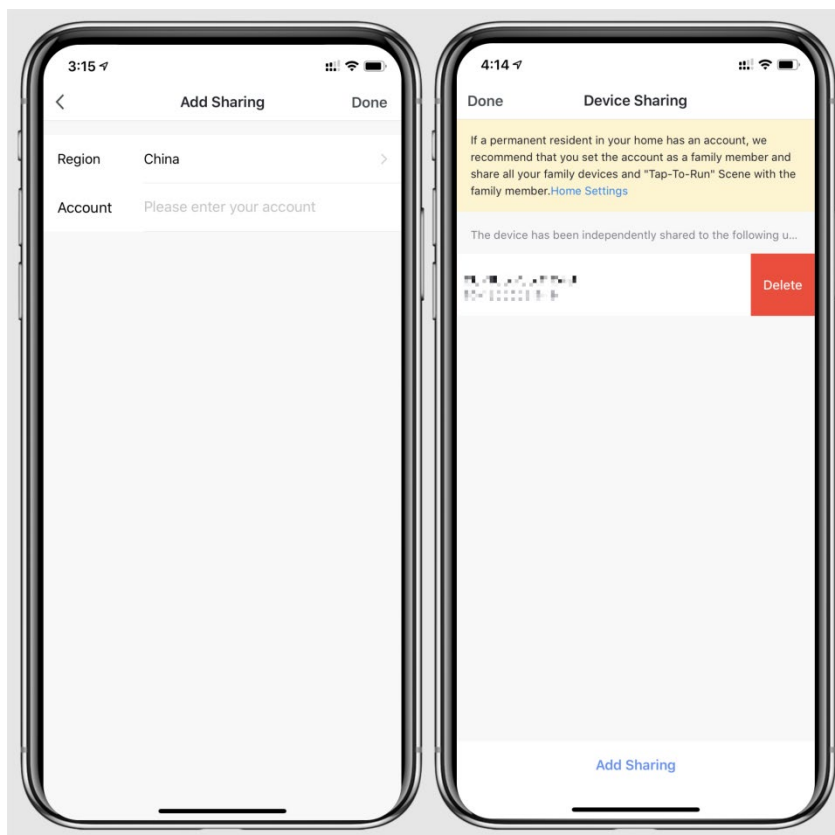 3:15
Add Sharing
Done
Region
China
Account
Please enter your account
4:14
Done
Device Sharing
If a permanent resident in your home has an account, we
recommend that you set the account as a family member and
share all your family devices and "Tap-To-Run" Scene with the
family member.Home Settings
The device has been independently shared to the following u...
Delete
Add Sharing